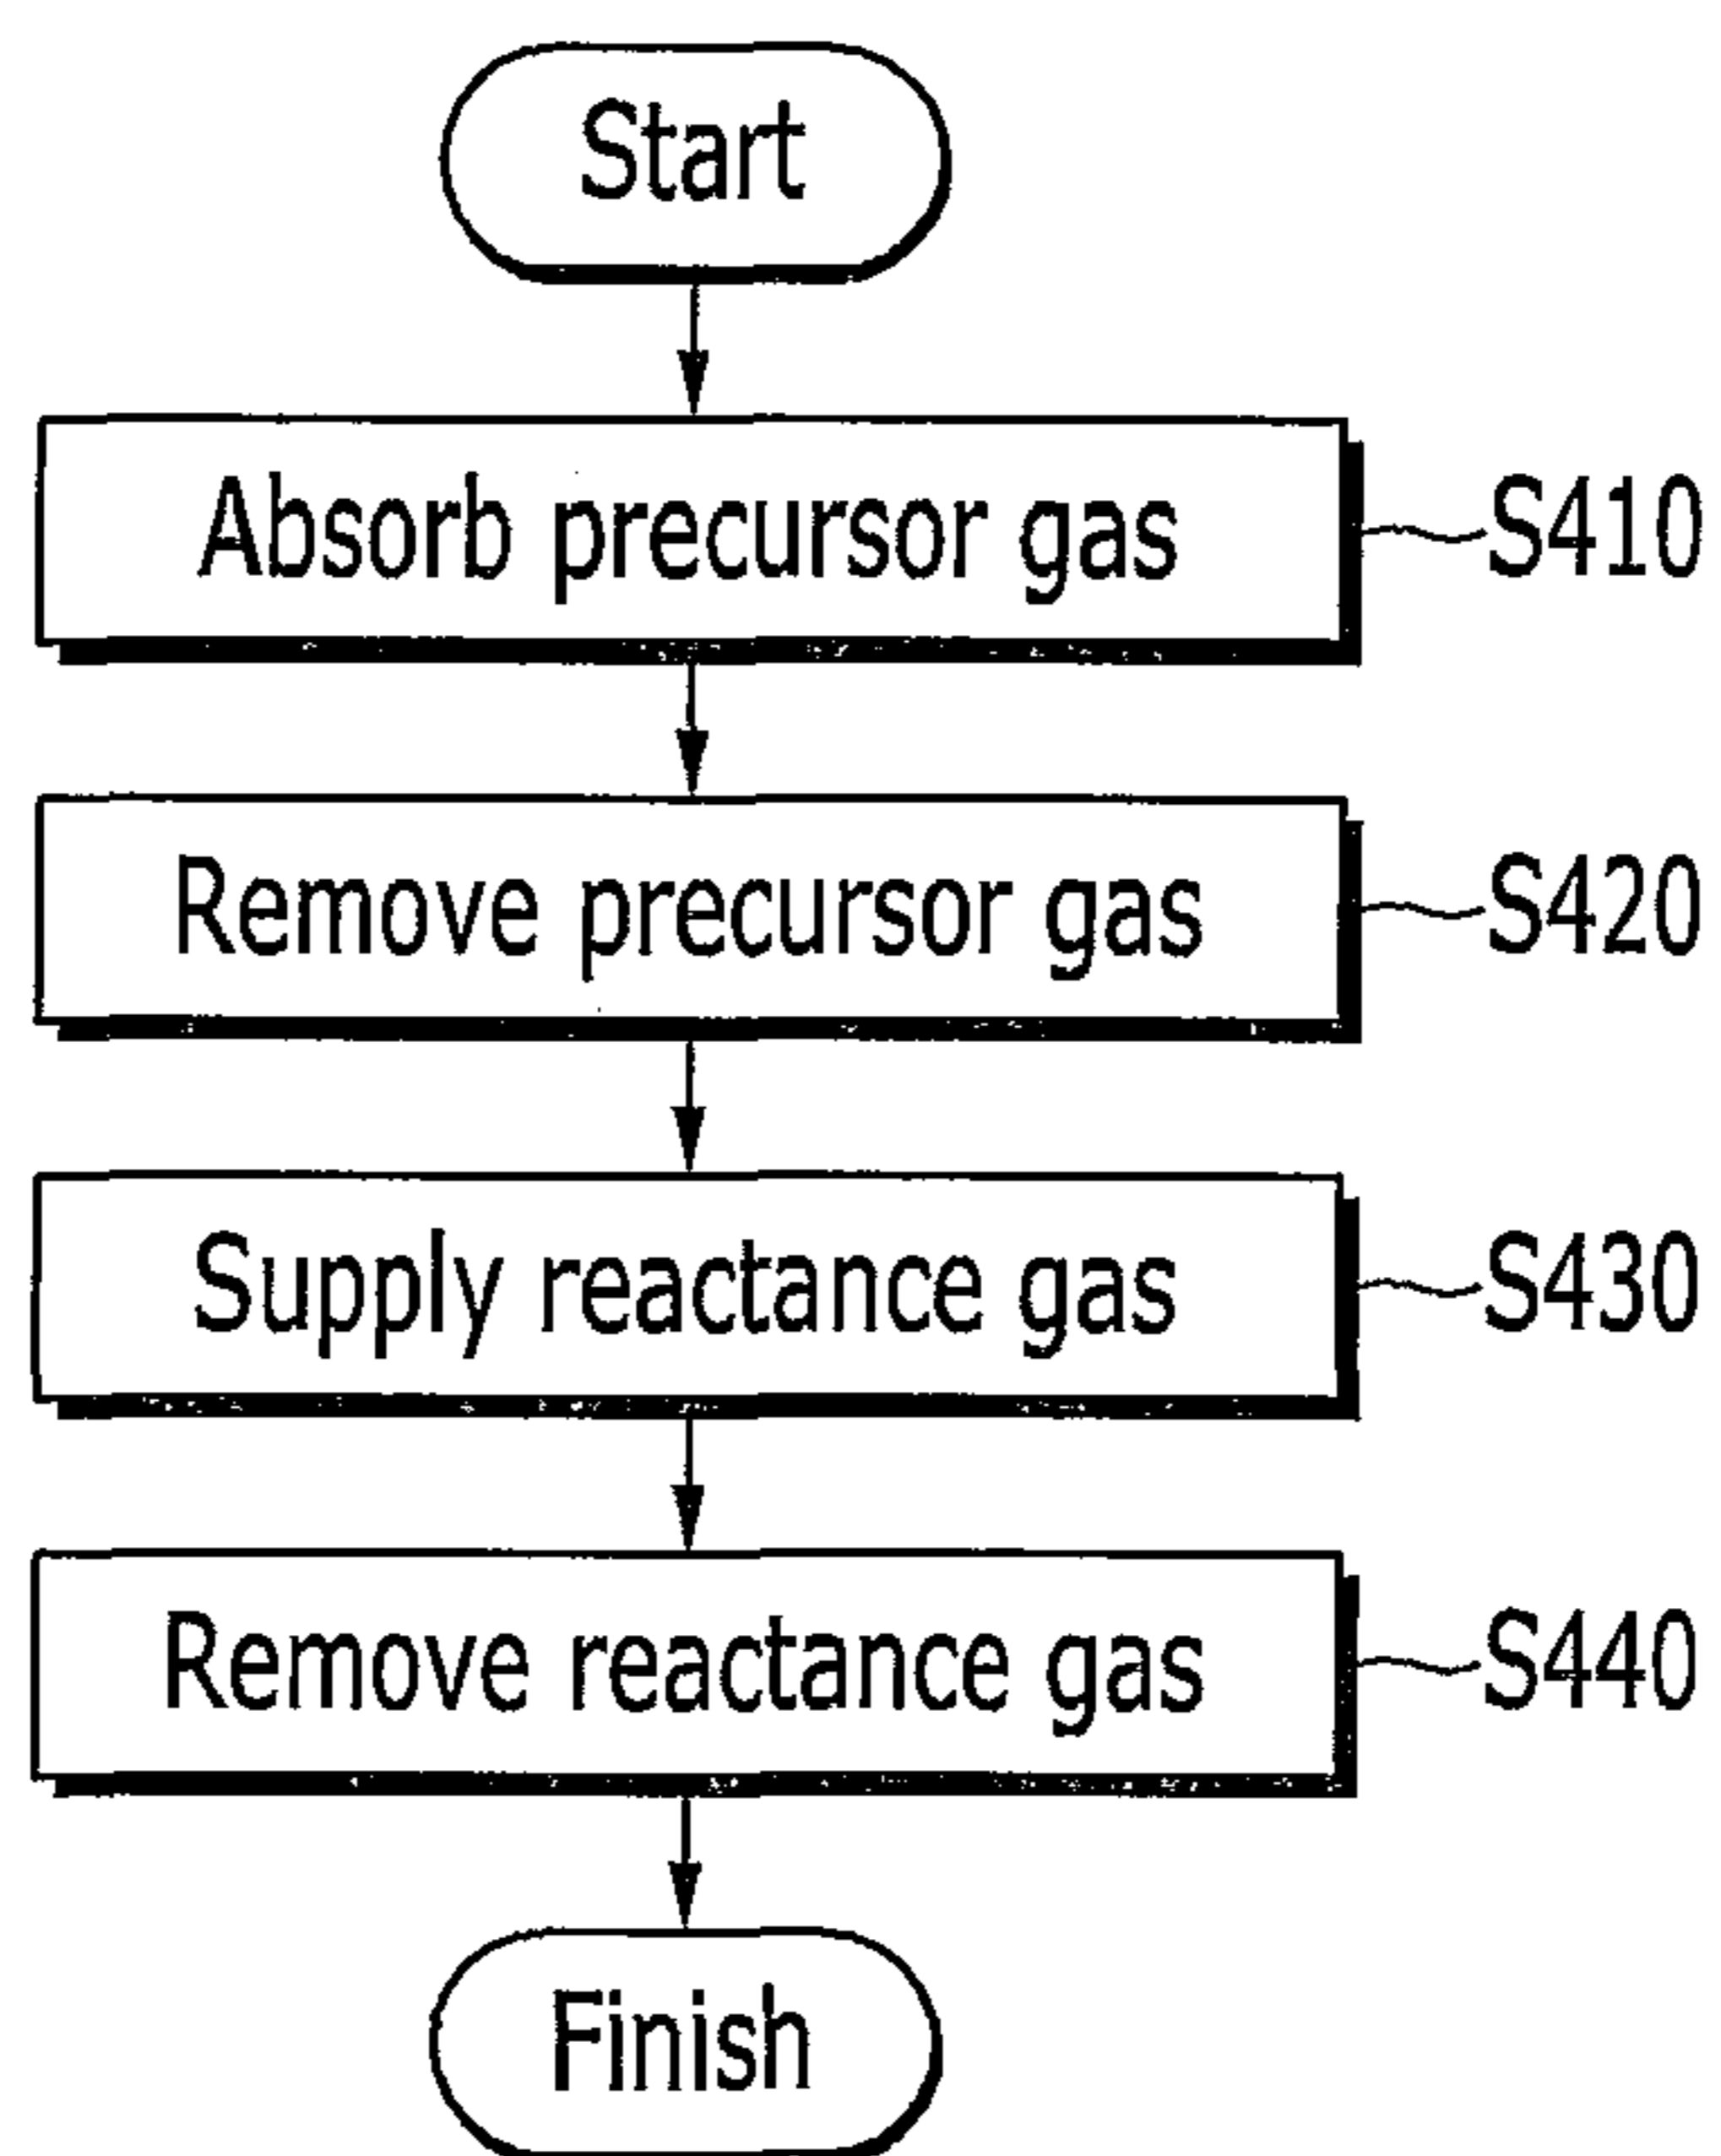 Start
Absorb precursor gas S410
Remove precursor gas S420
Supply reactance gas S430
Remove reactance gas S440
Finish